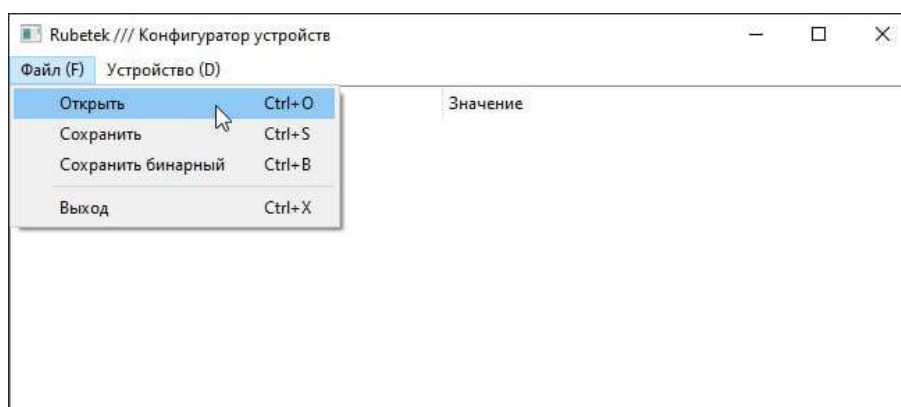 Rubetek /// Конфигуратор устройств
Файл (F) Устройство (D)
Открыть Ctrl+O Значение
Сохранить Ctrl+S
Сохранить бинарный Ctrl+B
Выход Ctrl+X